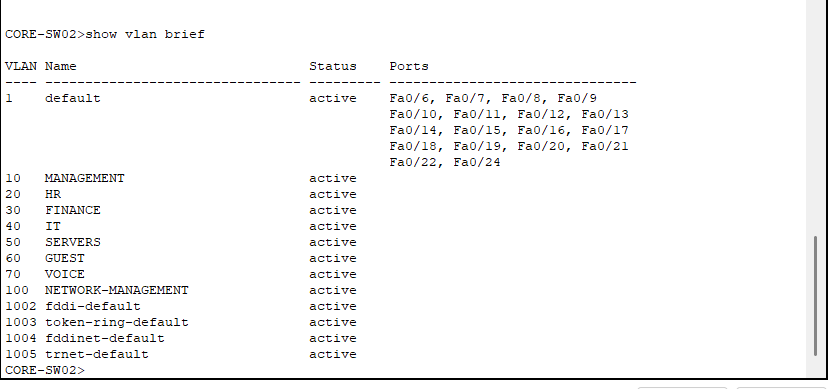 CORE-SW02>show vlan brief
VLAN Name                             Status    Ports
---- -------------------------------- --------- -------------------------------
1    default                          active    Fa0/6, Fa0/7, Fa0/8, Fa0/9
                                                Fa0/10, Fa0/11, Fa0/12, Fa0/13
                                                Fa0/14, Fa0/15, Fa0/16, Fa0/17
                                                Fa0/18, Fa0/19, Fa0/20, Fa0/21
                                                Fa0/22, Fa0/24
10   MANAGEMENT                       active
20   HR                               active
30   FINANCE                          active
40   IT                               active
50   SERVERS                          active
60   GUEST                            active
70   VOICE                            active
100  NETWORK-MANAGEMENT               active
1002 fddi-default                     active
1003 token-ring-default               active
1004 fddinet-default                  active
1005 trnet-default                    active
CORE-SW02>